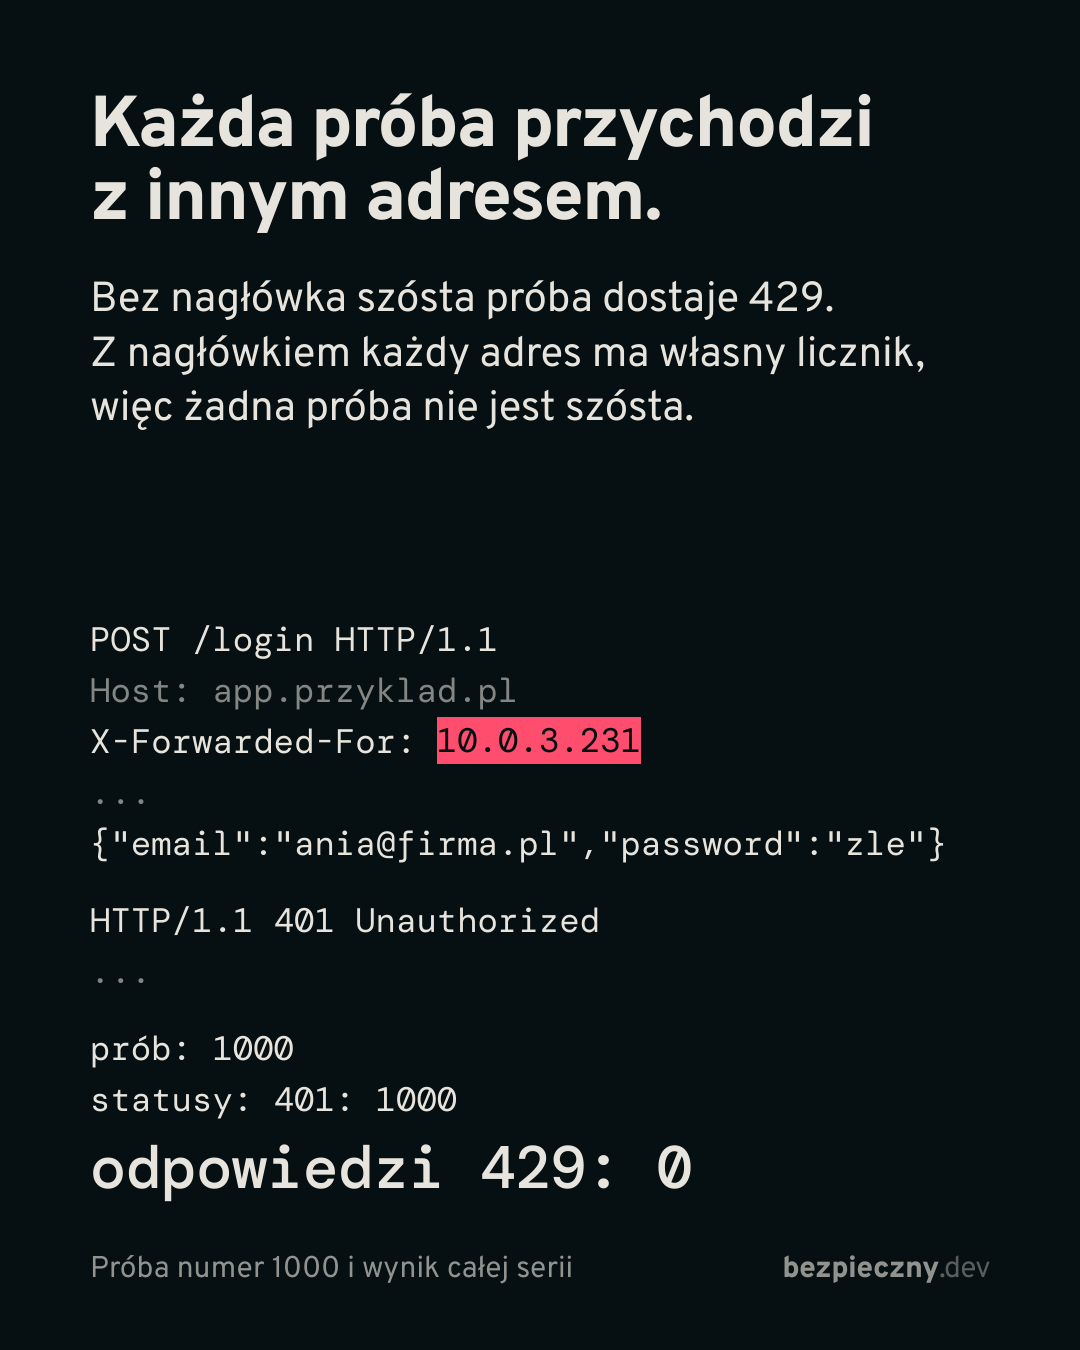 Każda próba przychodzi
z innym adresem.
Bez nagłówka szósta próba dostaje 429.
Z nagłówkiem każdy adres ma własny licznik,
więc żadna próba nie jest szósta.
POST /login HTTP/1.1
Host: app.przyklad.pl
X-Forwarded-For: 10.0.3.231
...
{"email":"ania@firma.pl","password":"zle"}
HTTP/1.1 401 Unauthorized
...
prób: 1000
statusy: 401: 1000
odpowiedzi 429: 0
Próba numer 1000 i wynik całej serii
bezpieczny.dev